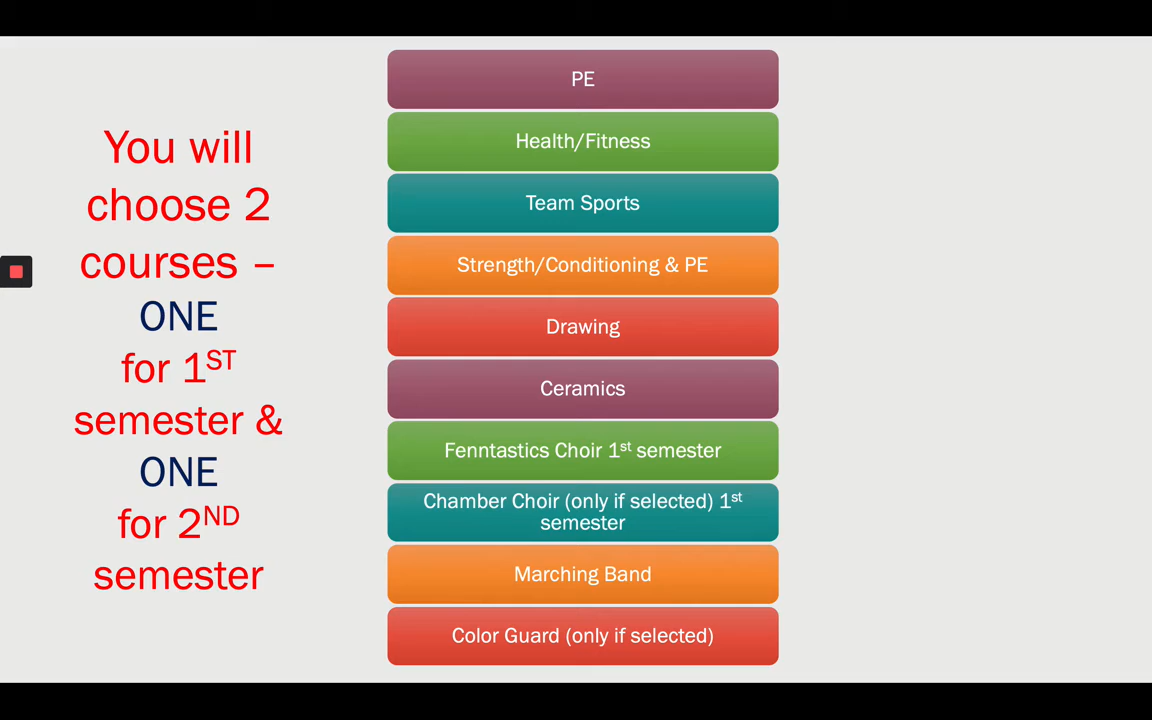 You will
choose 2
courses –
ONE
for 1ST
semester &
ONE
for 2ND
semester
PE
Health/Fitness
Team Sports
Strength/Conditioning & PE
Drawing
Ceramics
Fenntastics Choir 1st semester
Chamber Choir (only if selected) 1st
semester
Marching Band
Color Guard (only if selected)